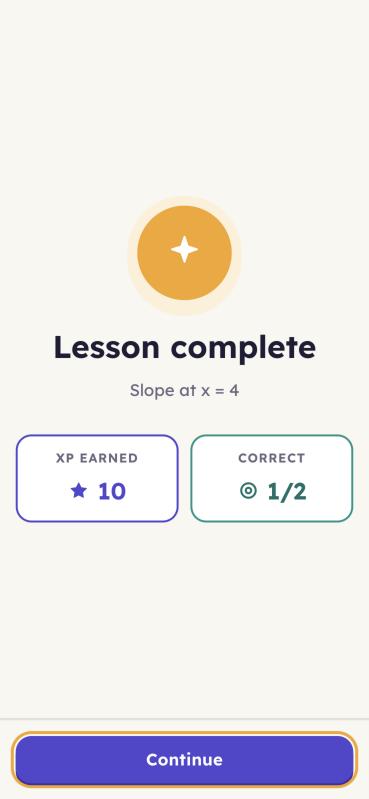 Lesson complete
Slope at x = 4
XP EARNED
10
CORRECT
1/2
Continue